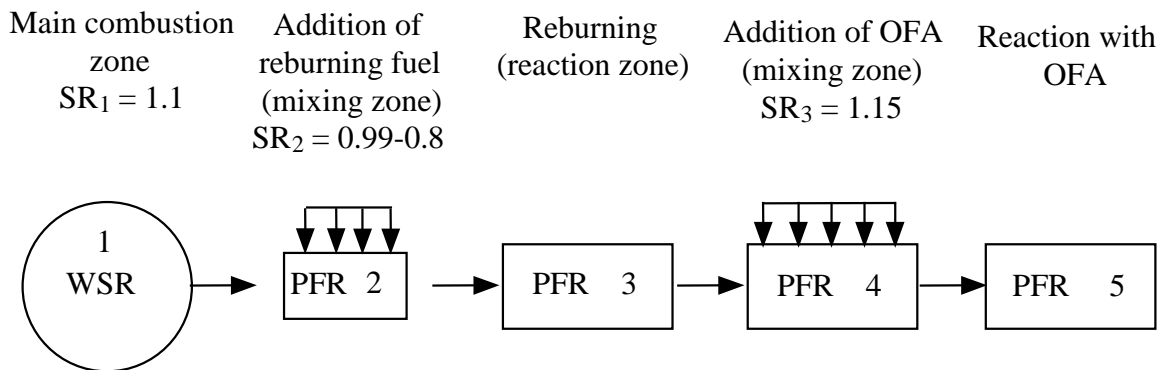 Main combustion
zone
SR1 = 1.1
Addition of
reburning fuel
(mixing zone)
SR2 = 0.99-0.8
Reburning
(reaction zone)
Addition of OFA
(mixing zone)
SR3 = 1.15
Reaction with
OFA
1
WSR
PFR 2
PFR 3
PFR 4
PFR 5